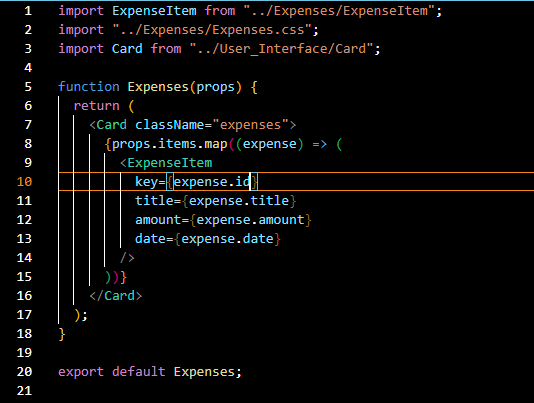 1 import ExpenseItem from "../Expenses/ExpenseItem";
2 import "../Expenses/Expenses.css";
3 import Card from "../User_Interface/Card";
4
5 function Expenses(props) {
6   return (
7     <Card className="expenses">
8       {props.items.map((expense) => (
9         <ExpenseItem
10           key={expense.id}
11           title={expense.title}
12           amount={expense.amount}
13           date={expense.date}
14         />
15       ))}
16     </Card>
17   );
18 }
19
20 export default Expenses;
21